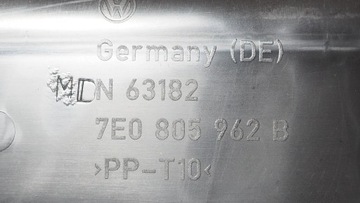 Germany (DE)
MDN 63182
7E0 805 962 B
>PP-T10<